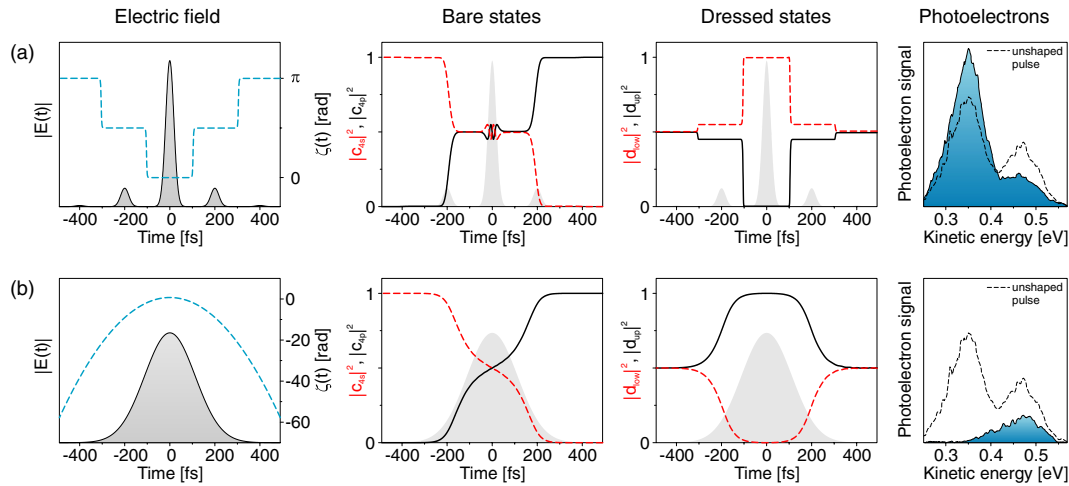 Electric field
Bare states
Dressed states
Photoelectrons
(a)
|E(t)|
π
0
ζ(t) [rad]
-400 -200 0 200 400
Time [fs]
|c4s|², |c4p|²
1
0
-400 -200 0 200 400
Time [fs]
|dlow|², |dup|²
1
0
-400 -200 0 200 400
Time [fs]
Photoelectron signal
unshaped
pulse
0.3 0.4 0.5
Kinetic energy [eV]
(b)
|E(t)|
0
-20
-40
-60
ζ(t) [rad]
-400 -200 0 200 400
Time [fs]
|c4s|², |c4p|²
1
0
-400 -200 0 200 400
Time [fs]
|dlow|², |dup|²
1
0
-400 -200 0 200 400
Time [fs]
Photoelectron signal
unshaped
pulse
0.3 0.4 0.5
Kinetic energy [eV]